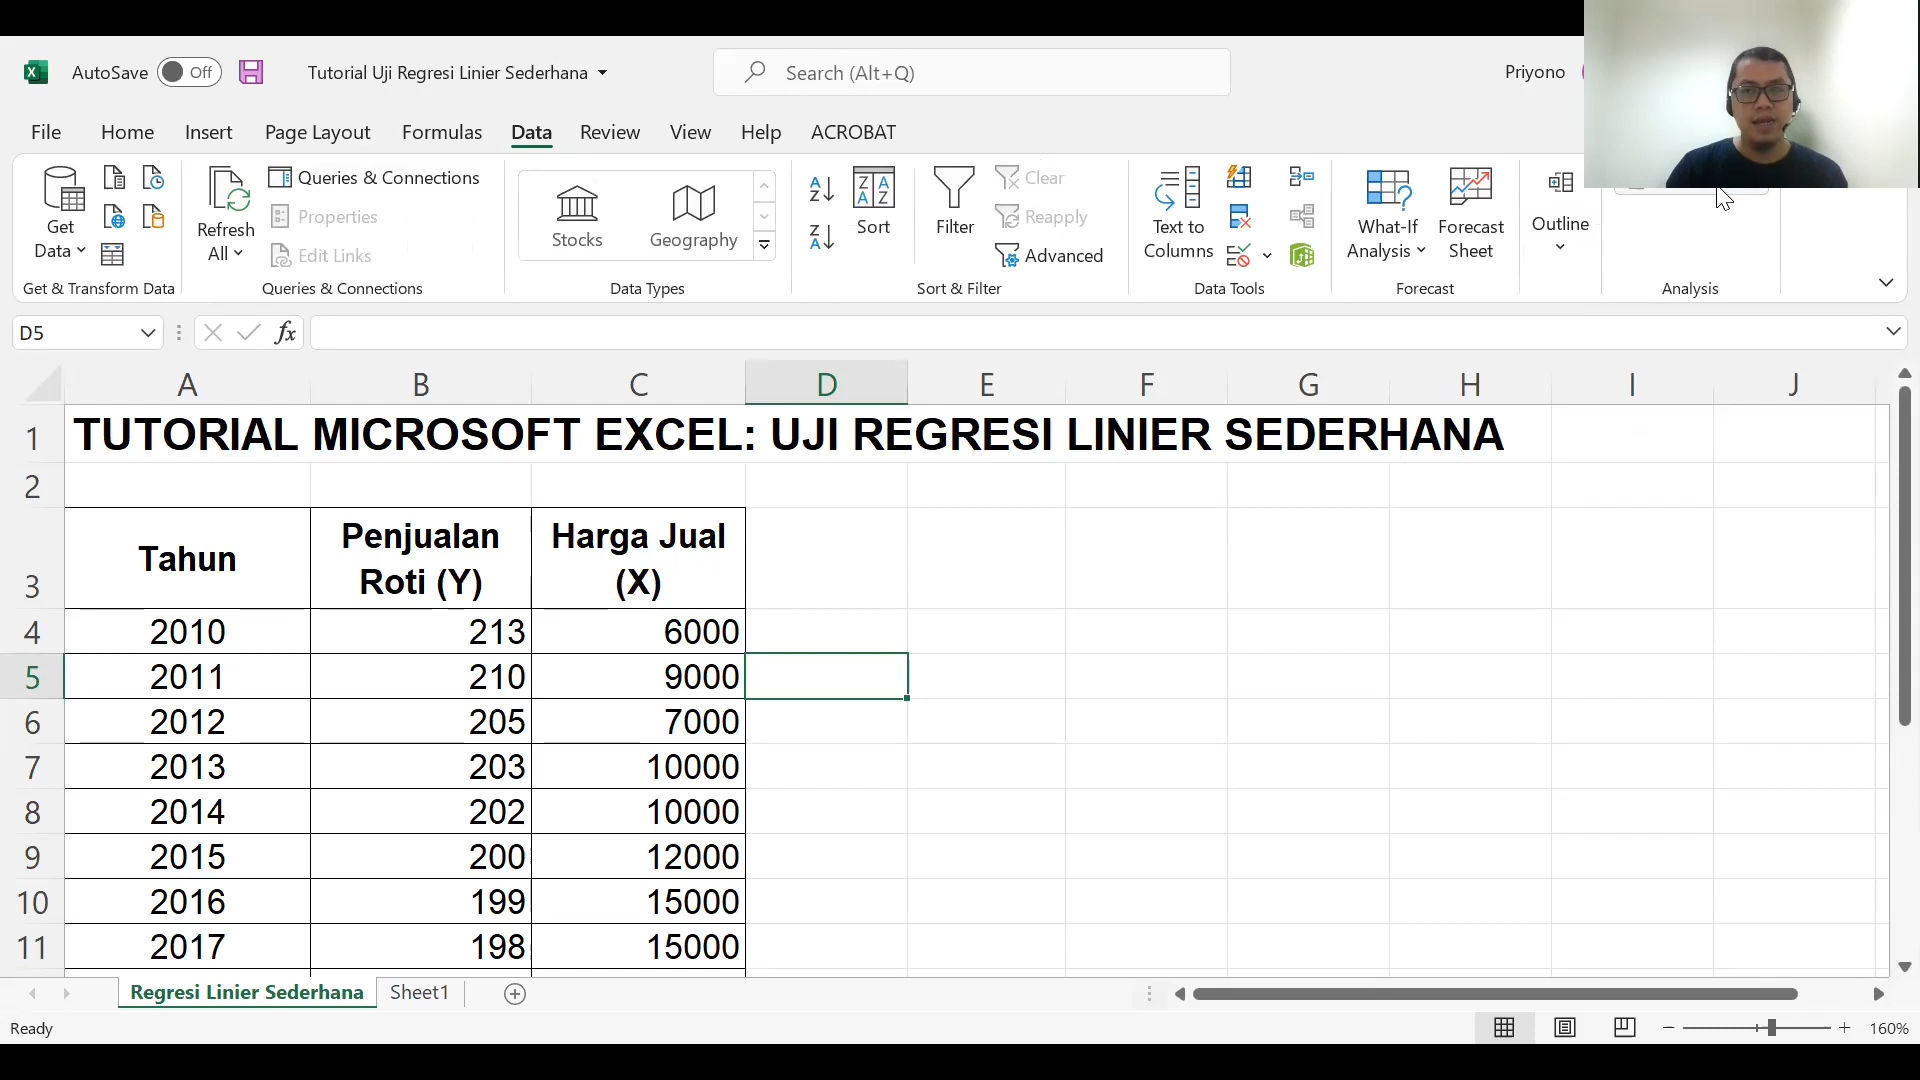 AutoSave Off Tutorial Uji Regresi Linier Sederhana Search (Alt+Q) Priyono
File Home Insert Page Layout Formulas Data Review View Help ACROBAT
Get Data
Refresh All
Queries & Connections
Properties
Edit Links
Stocks
Geography
Sort
Filter
Clear
Reapply
Advanced
Text to Columns
What-If Analysis
Forecast Sheet
Outline
Get & Transform Data Queries & Connections Data Types Sort & Filter Data Tools Forecast Analysis
D5 fx
A B C D E F G H I J
1 TUTORIAL MICROSOFT EXCEL: UJI REGRESI LINIER SEDERHANA
2
3 Tahun Penjualan Roti (Y) Harga Jual (X)
4 2010 213 6000
5 2011 210 9000
6 2012 205 7000
7 2013 203 10000
8 2014 202 10000
9 2015 200 12000
10 2016 199 15000
11 2017 198 15000
Regresi Linier Sederhana Sheet1
Ready 160%